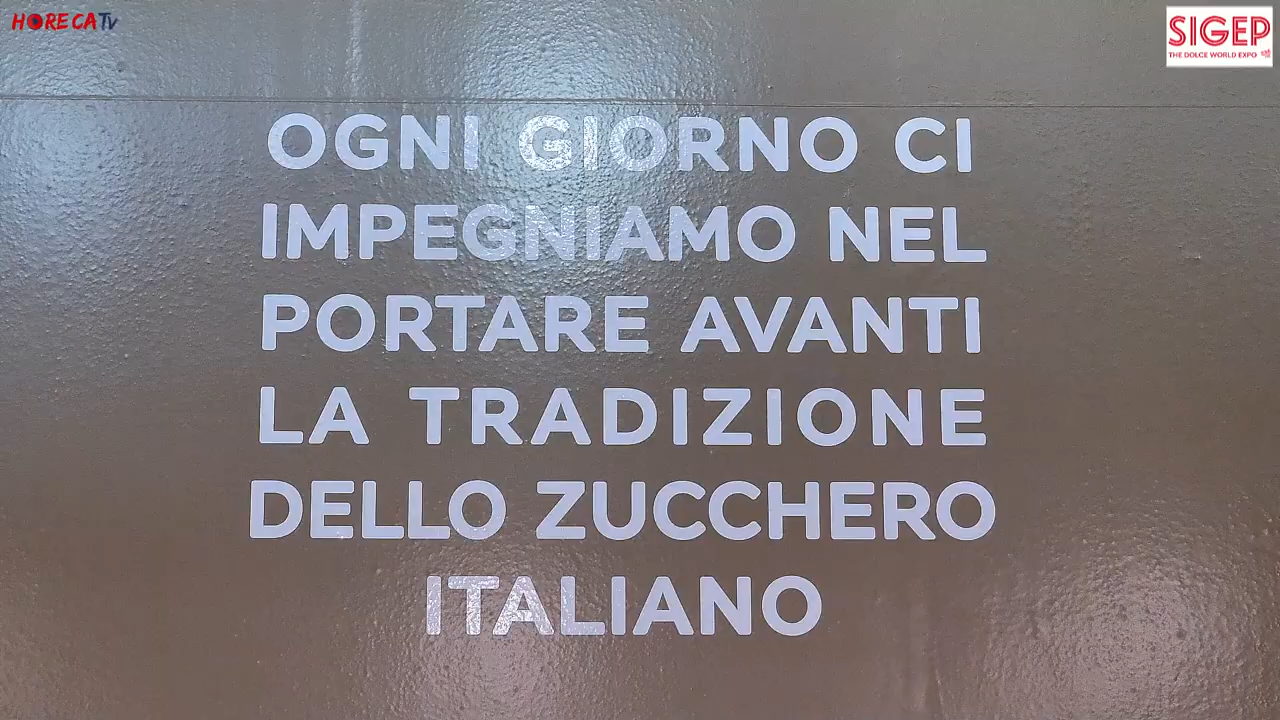 HORECATV
SIGEP
THE DOLCE WORLD EXPO
OGNI GIORNO CI
IMPEGNIAMO NEL
PORTARE AVANTI
LA TRADIZIONE
DELLO ZUCCHERO
ITALIANO